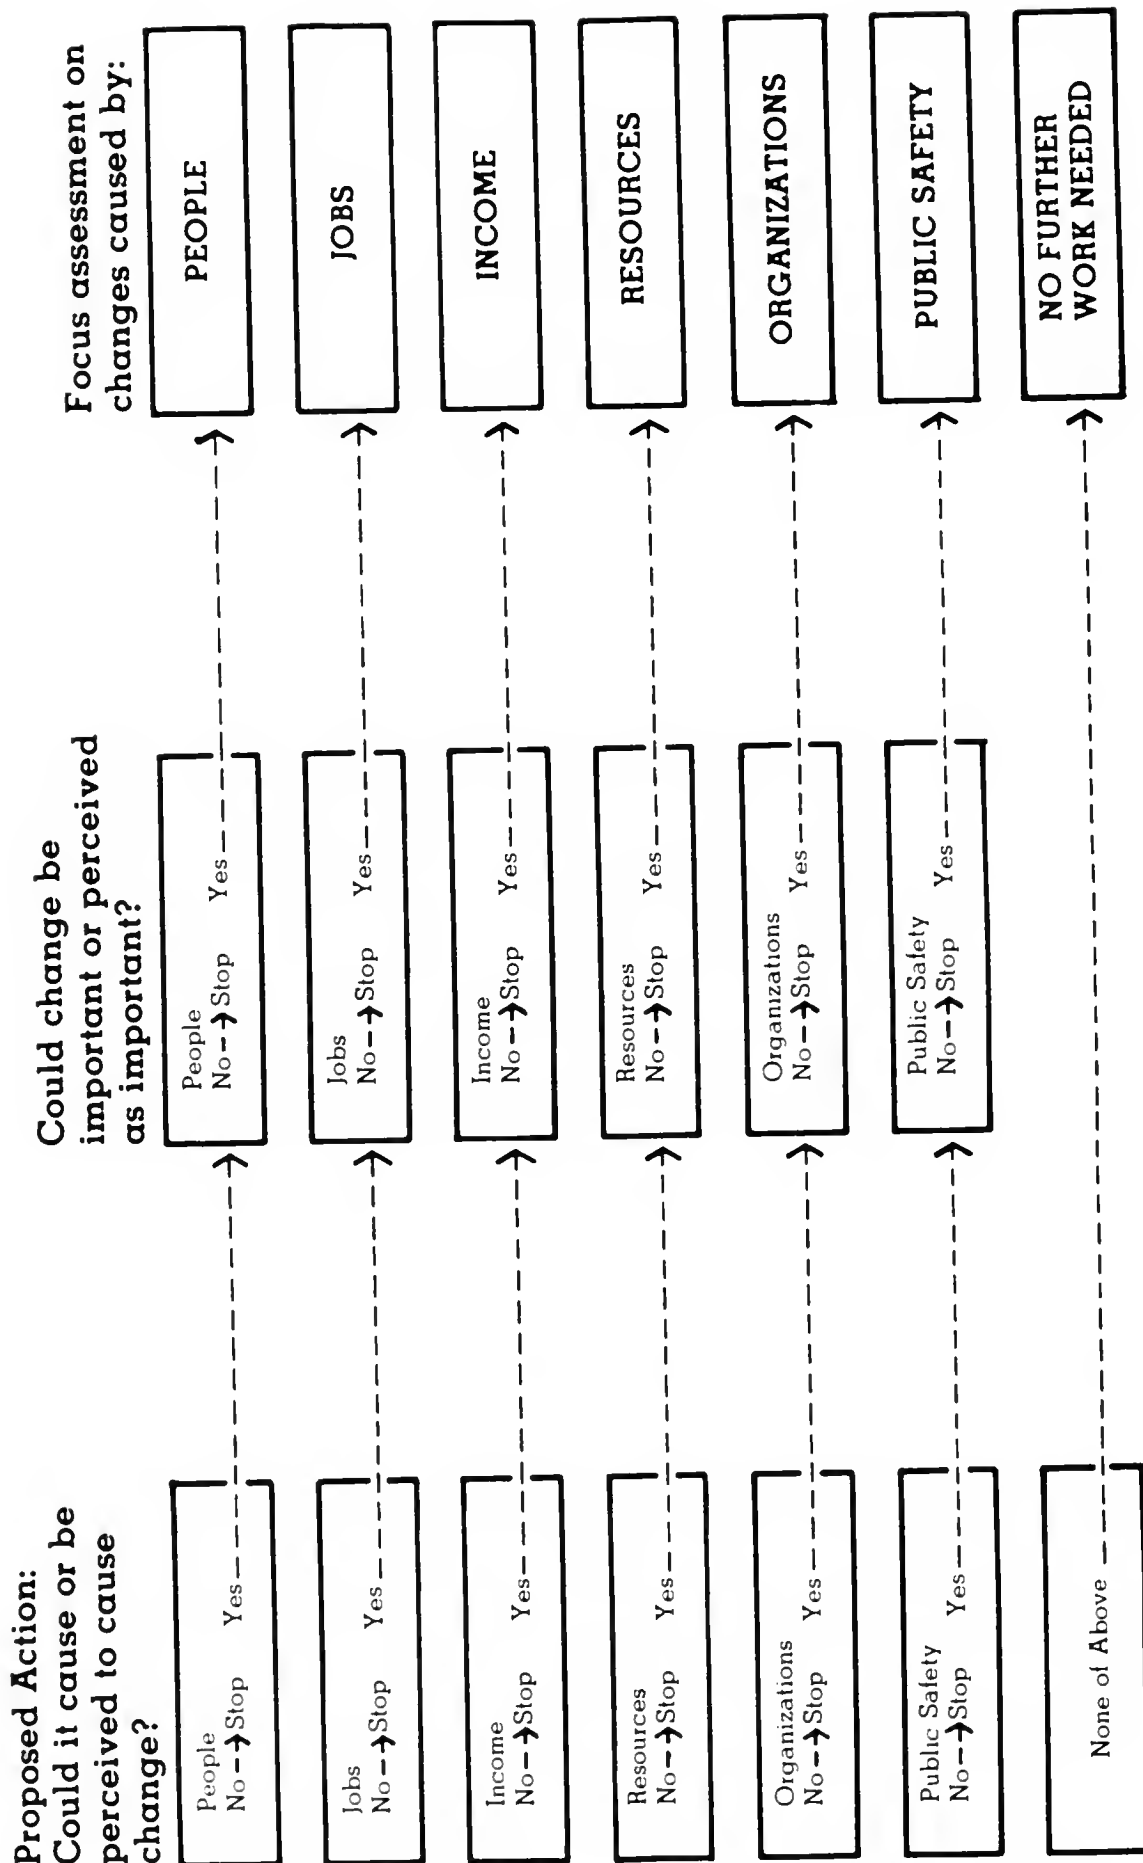 Proposed Action:
Could it cause or be
perceived to cause
change?
People
No-→Stop Yes
Jobs
No-→Stop Yes
Income
No-→Stop Yes
Resources
No-→Stop Yes
Organizations
No-→Stop Yes
Public Safety
No-→Stop Yes
None of Above
Could change be
important or perceived
as important?
People
No-→Stop Yes
Jobs
No-→Stop Yes
Income
No-→Stop Yes
Resources
No-→Stop Yes
Organizations
No-→Stop Yes
Public Safety
No-→Stop Yes
Focus assessment on
changes caused by:
PEOPLE
JOBS
INCOME
RESOURCES
ORGANIZATIONS
PUBLIC SAFETY
NO FURTHER
WORK NEEDED